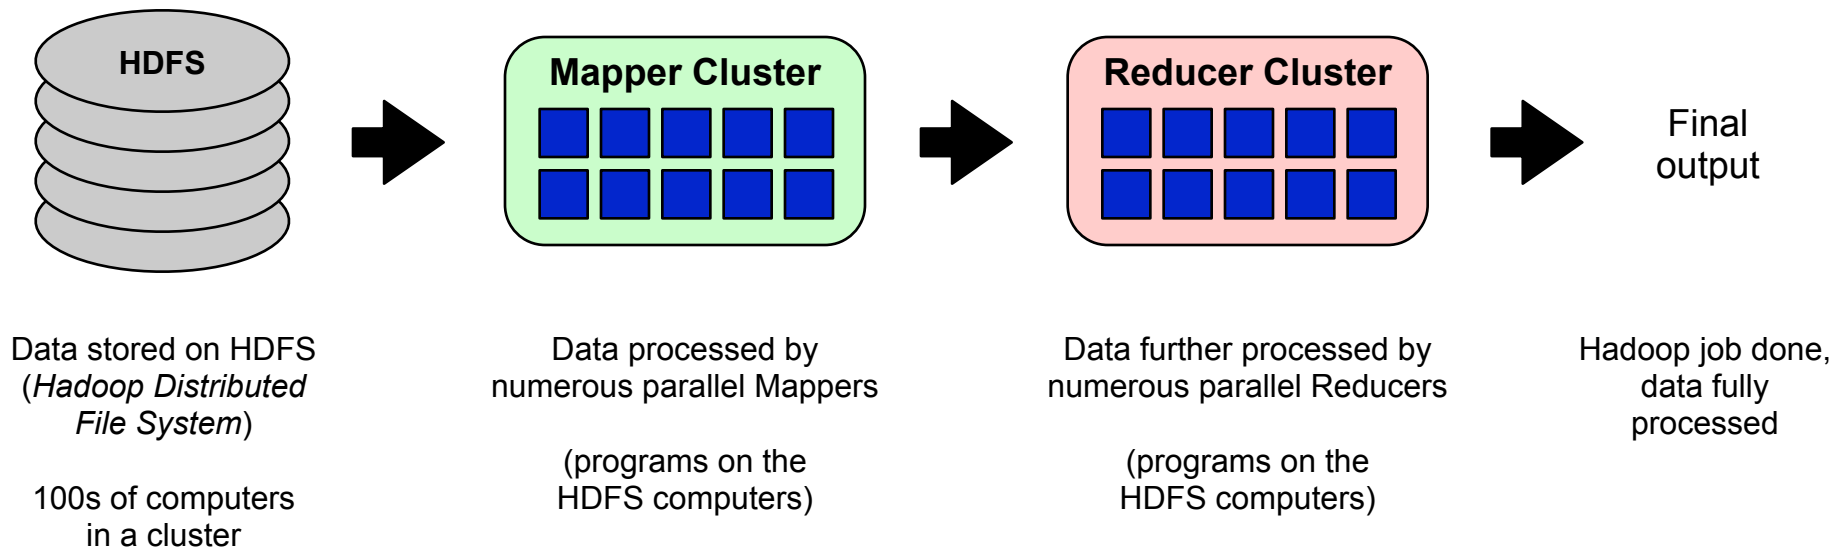 HDFS
Mapper Cluster
Reducer Cluster
Final
output
Data stored on HDFS
(Hadoop Distributed
File System)
100s of computers
in a cluster
Data processed by
numerous parallel Mappers
(programs on the
HDFS computers)
Data further processed by
numerous parallel Reducers
(programs on the
HDFS computers)
Hadoop job done,
data fully
processed